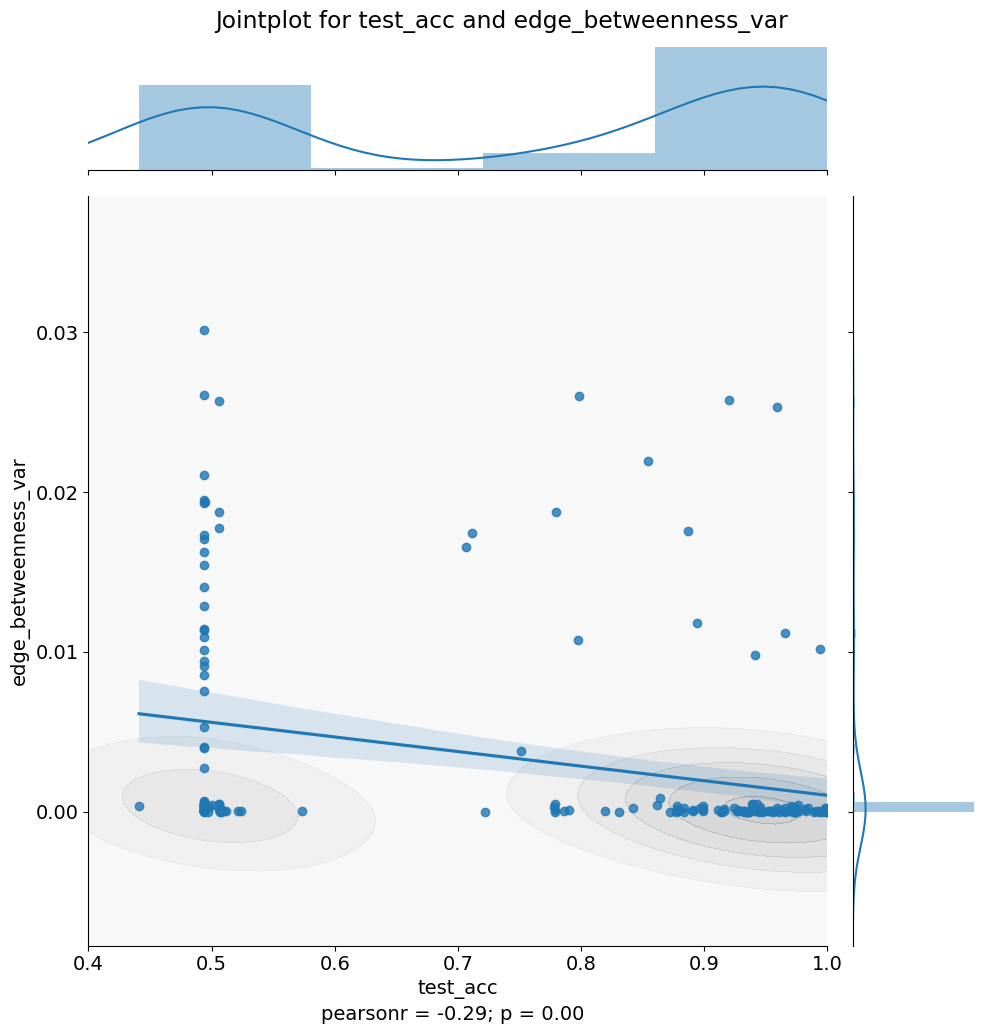 Jointplot for test_acc and edge_betweenness_var
edge_betweenness_var
0.03
0.02
0.01
0.00
0.4 0.5 0.6 0.7 0.8 0.9 1.0
test_acc
pearsonr = -0.29; p = 0.00